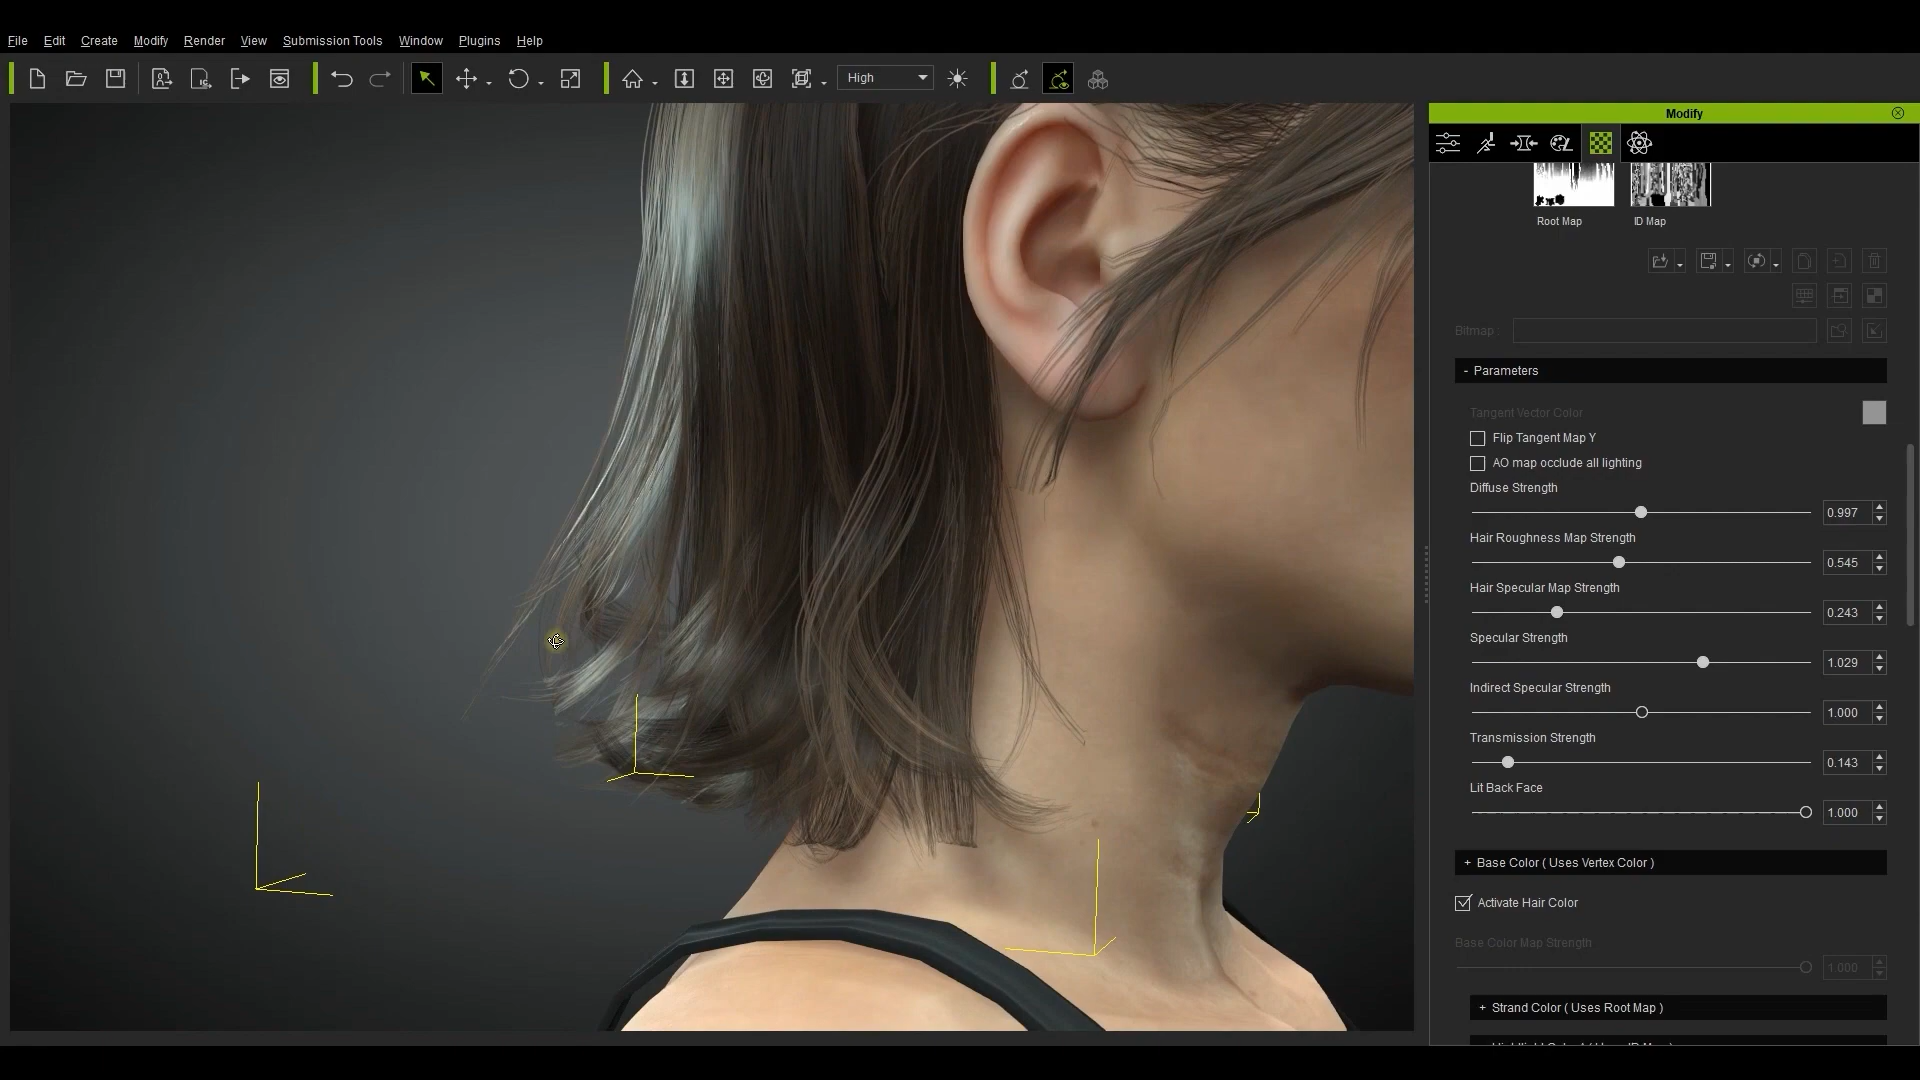 File Edit Create Modify Render View Submission Tools Window Plugins Help
High
Modify
Root Map ID Map
Bitmap :
- Parameters
Tangent Vector Color
Flip Tangent Map Y
AO map occlude all lighting
Diffuse Strength
0.997
Hair Roughness Map Strength
0.545
Hair Specular Map Strength
0.243
Specular Strength
1.029
Indirect Specular Strength
1.000
Transmission Strength
0.143
Lit Back Face
1.000
+ Base Color ( Uses Vertex Color )
Activate Hair Color
Base Color Map Strength
1.000
+ Strand Color ( Uses Root Map )